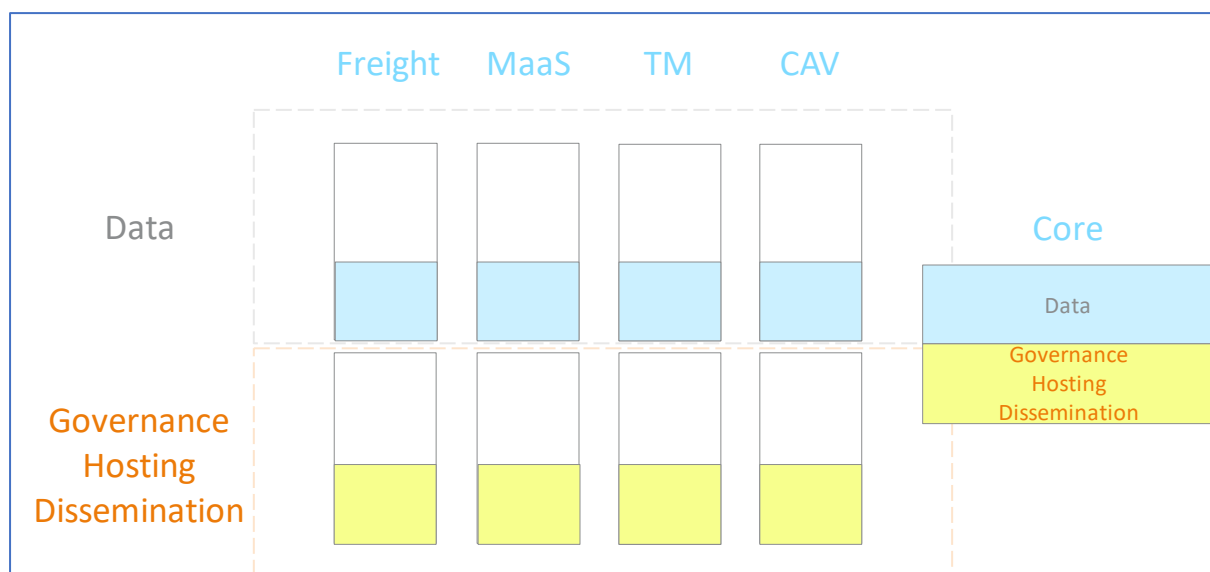 Freight MaaS TM CAV
Data
Core
Data
Governance
Hosting
Dissemination
Governance
Hosting
Dissemination